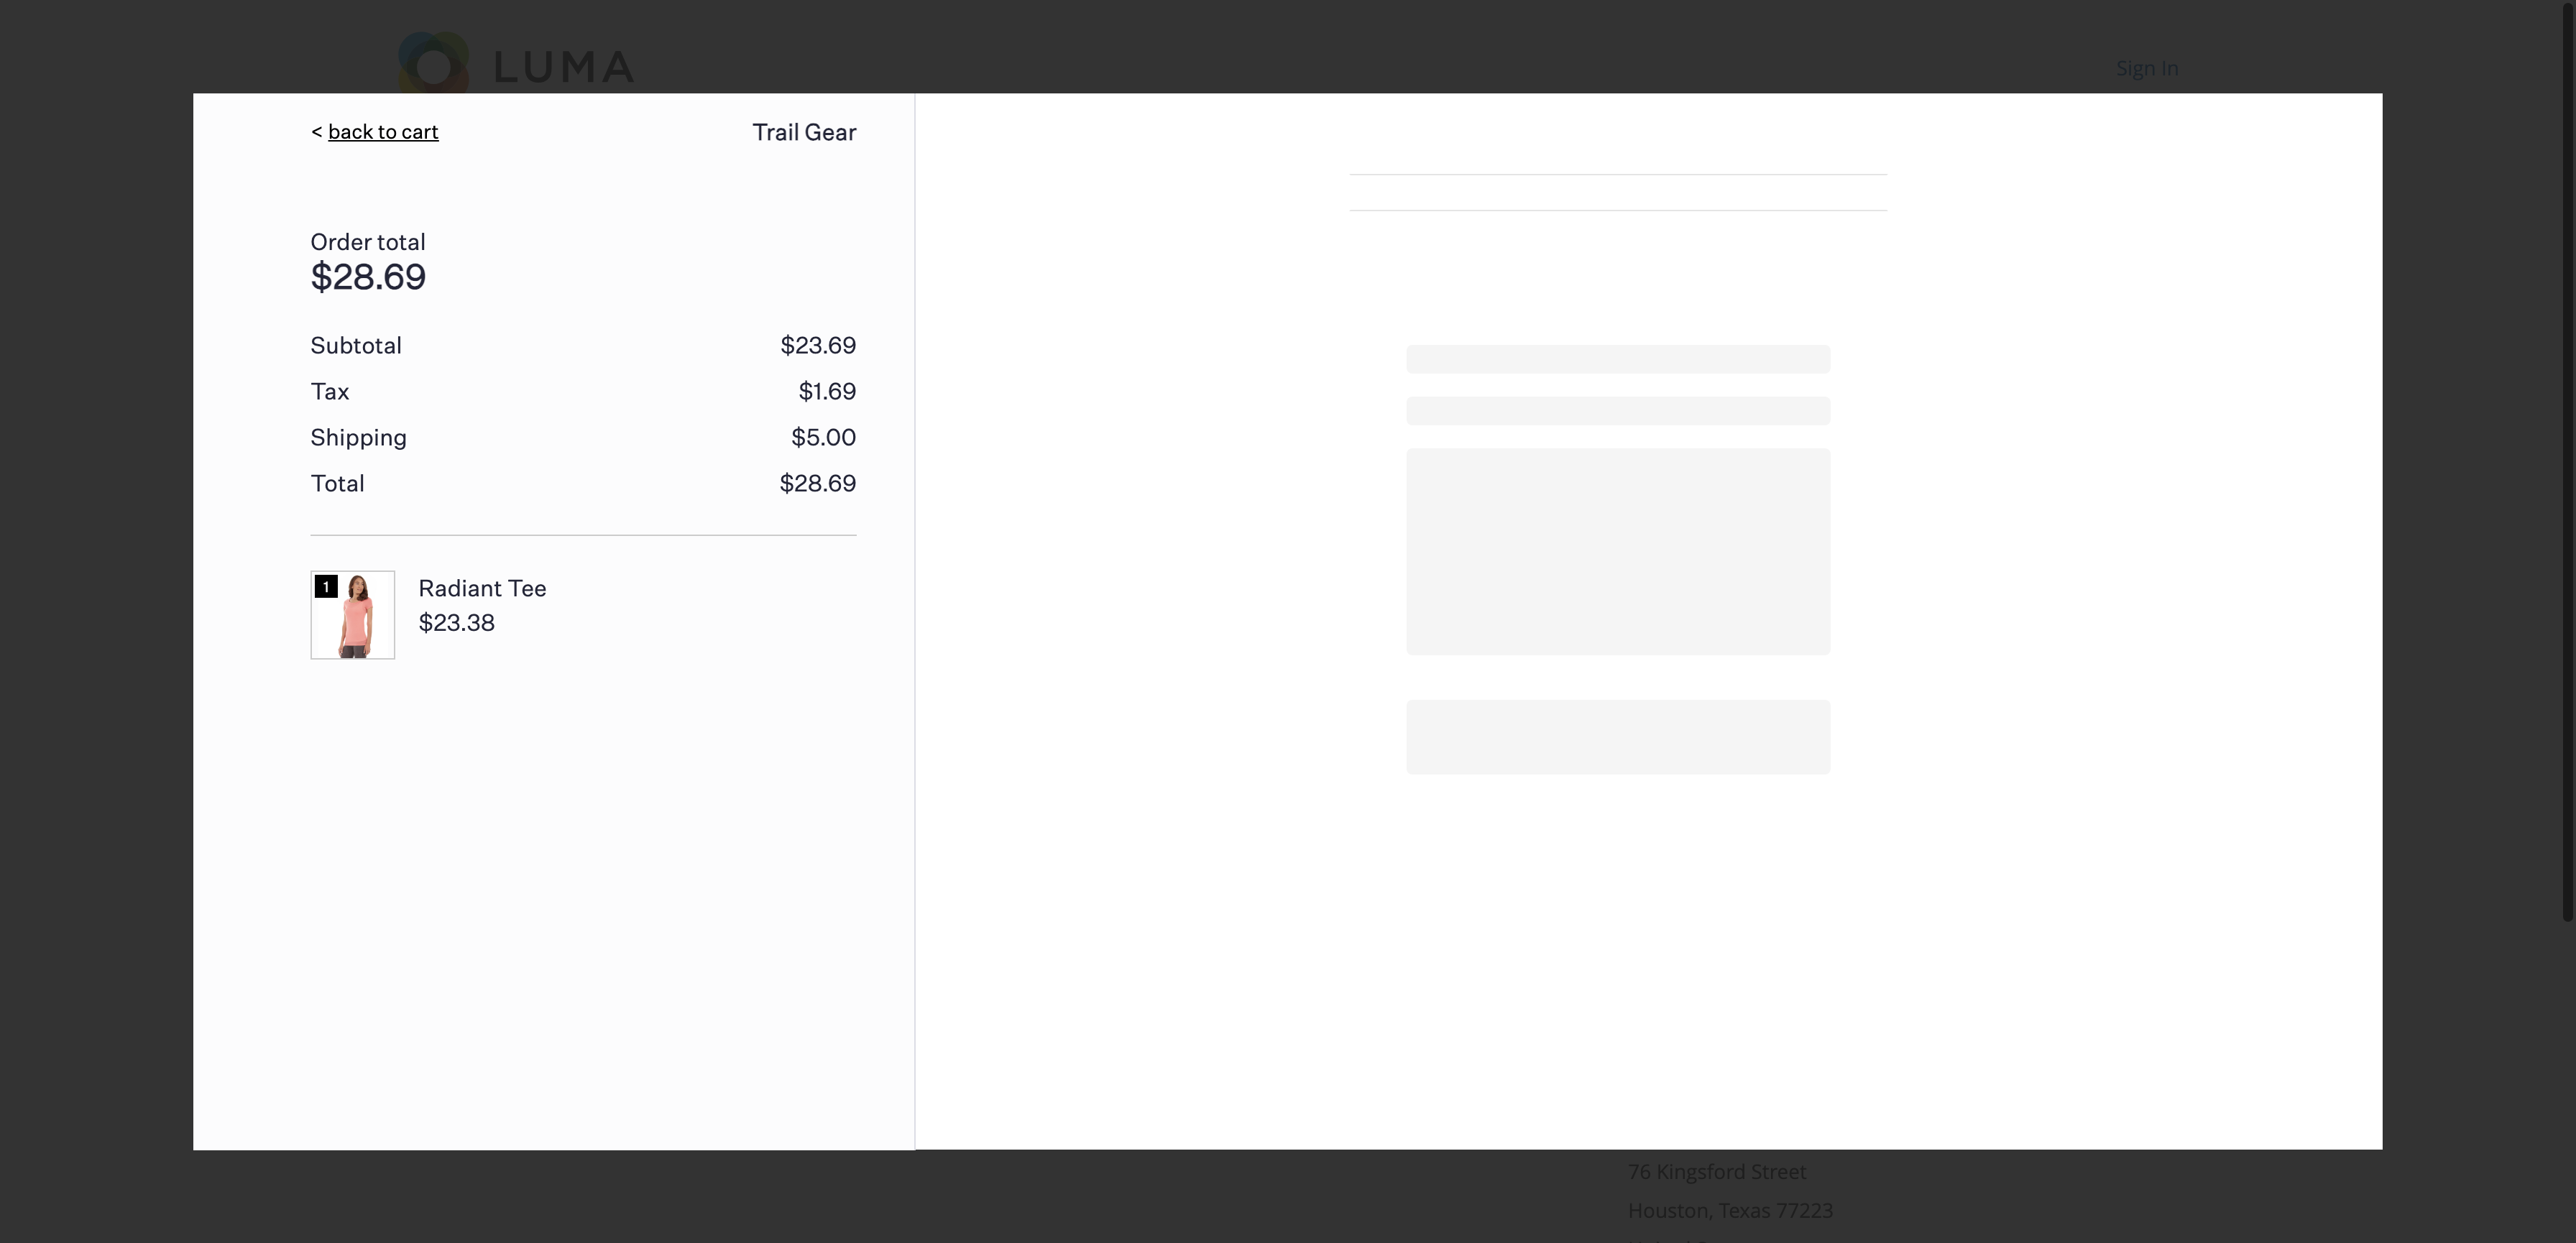 LUMA
Sign In
< back to cart
Trail Gear
Order total
$28.69
Subtotal $23.69
Tax $1.69
Shipping $5.00
Total $28.69
1
Radiant Tee
$23.38
76 Kingsford Street
Houston, Texas 77223